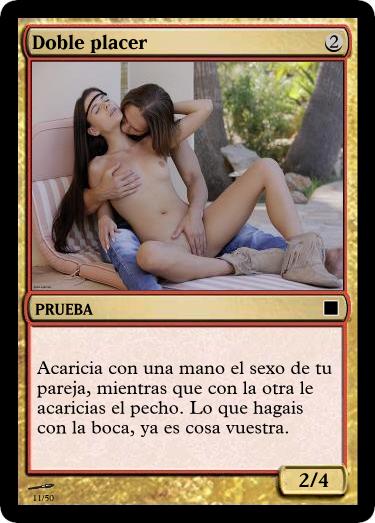 Doble placer
2
PRUEBA
Acaricia con una mano el sexo de tu
pareja, mientras que con la otra le
acaricias el pecho. Lo que hagais
con la boca, ya es cosa vuestra.
2/4
11/50